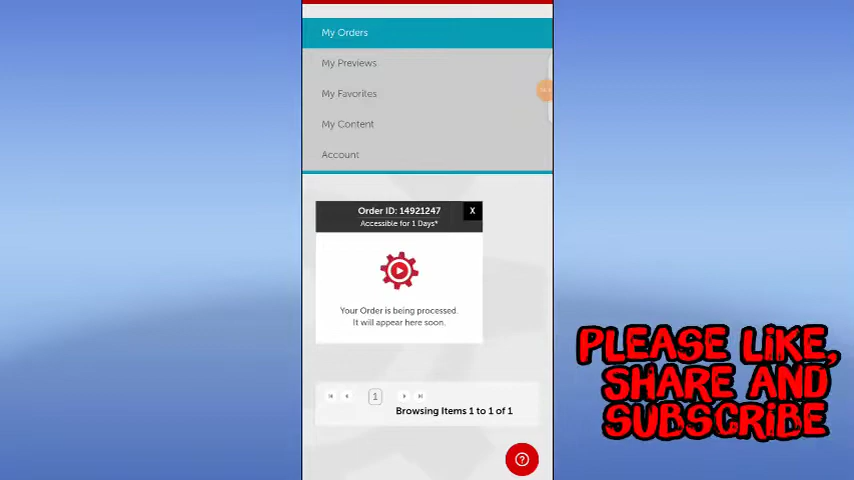 My Orders
My Previews
My Favorites
My Content
Account
Order ID: 14921247
X
Accessible for 1 Days*
Your Order is being processed.
It will appear here soon.
1
Browsing Items 1 to 1 of 1
?
PLEASE LIKE,
SHARE AND
SUBSCRIBE